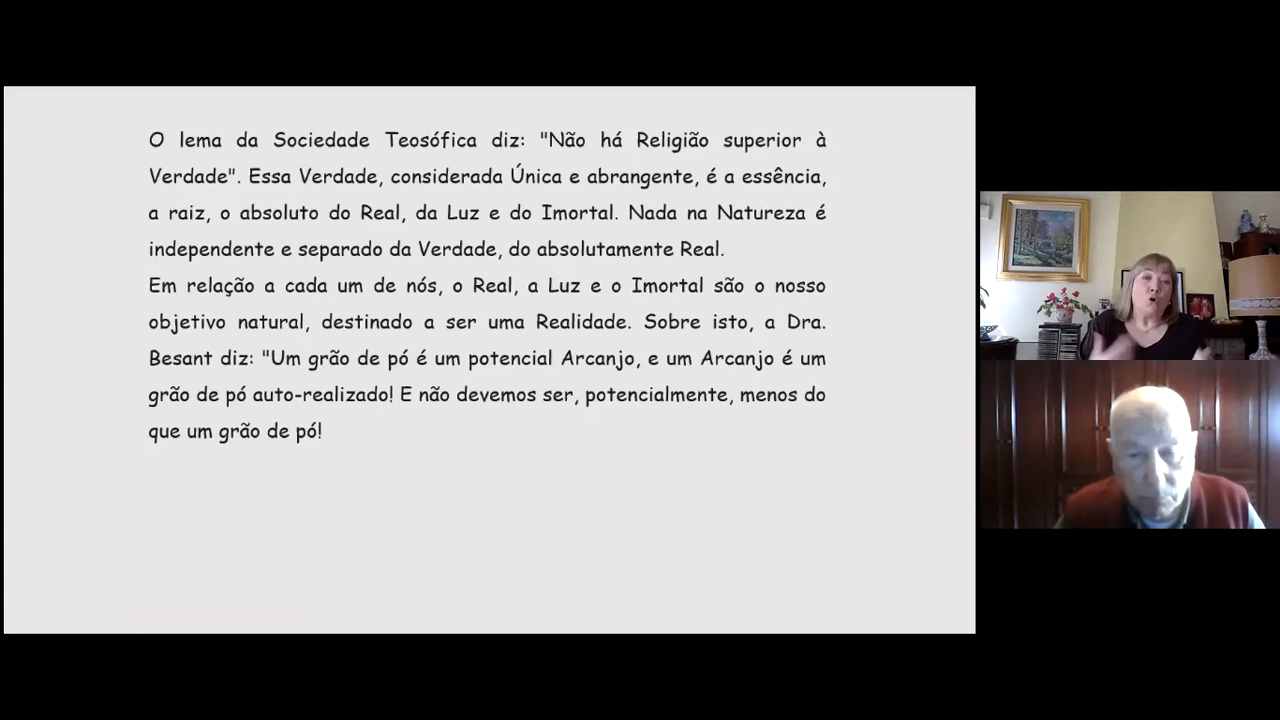 O lema da Sociedade Teosófica diz: "Não há Religião superior à
Verdade". Essa Verdade, considerada Única e abrangente, é a essência,
a raiz, o absoluto do Real, da Luz e do Imortal. Nada na Natureza é
independente e separado da Verdade, do absolutamente Real.
Em relação a cada um de nós, o Real, a Luz e o Imortal são o nosso
objetivo natural, destinado a ser uma Realidade. Sobre isto, a Dra.
Besant diz: "Um grão de pó é um potencial Arcanjo, e um Arcanjo é um
grão de pó auto-realizado! E não devemos ser, potencialmente, menos do
que um grão de pó!